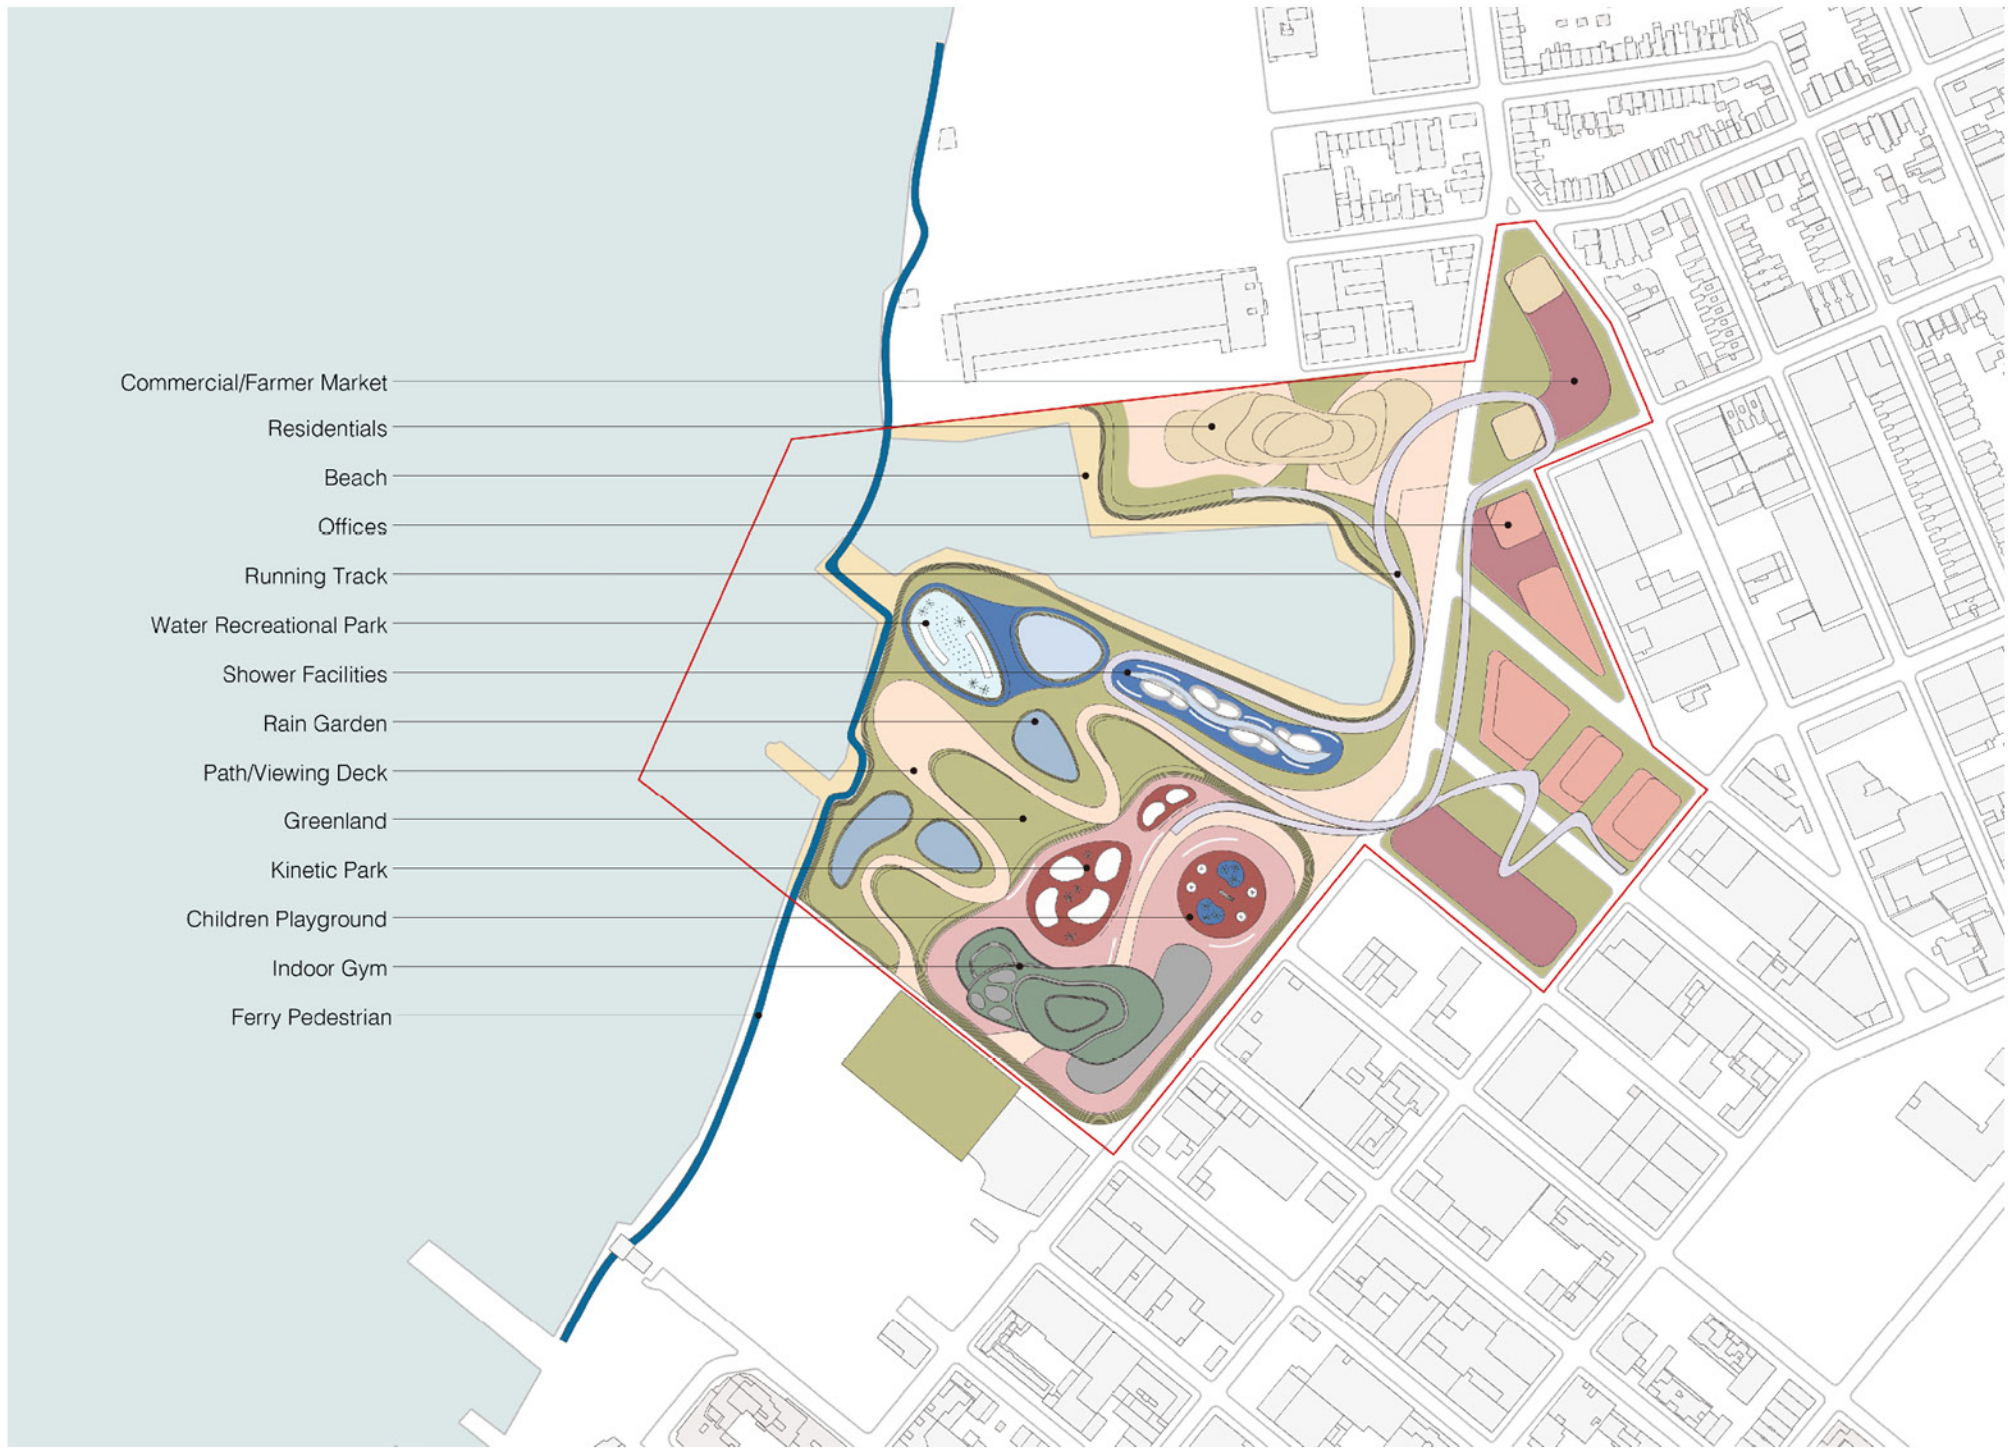 Commercial/Farmer Market
Residentials
Beach
Offices
Running Track
Water Recreational Park
Shower Facilities
Rain Garden
Path/Viewing Deck
Greenland
Kinetic Park
Children Playground
Indoor Gym
Ferry Pedestrian